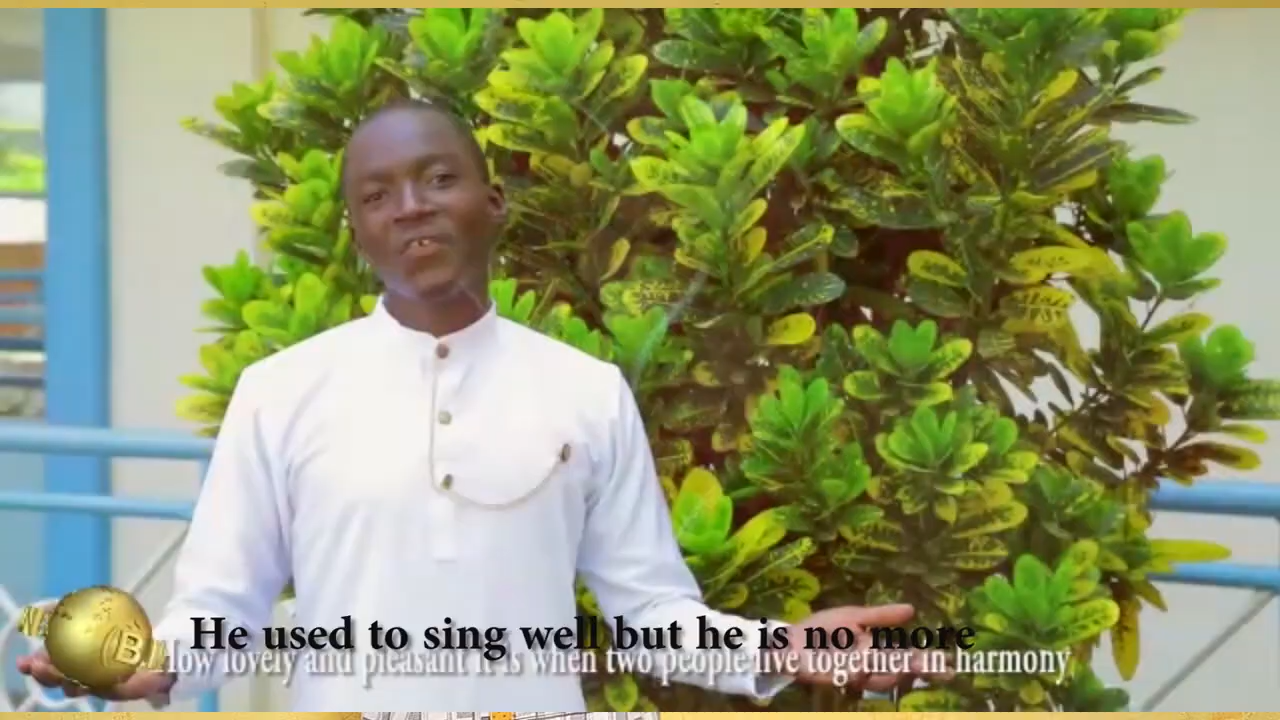 He used to sing well but he is no more
How lovely and pleasant it is when two people live together in harmony
(B)